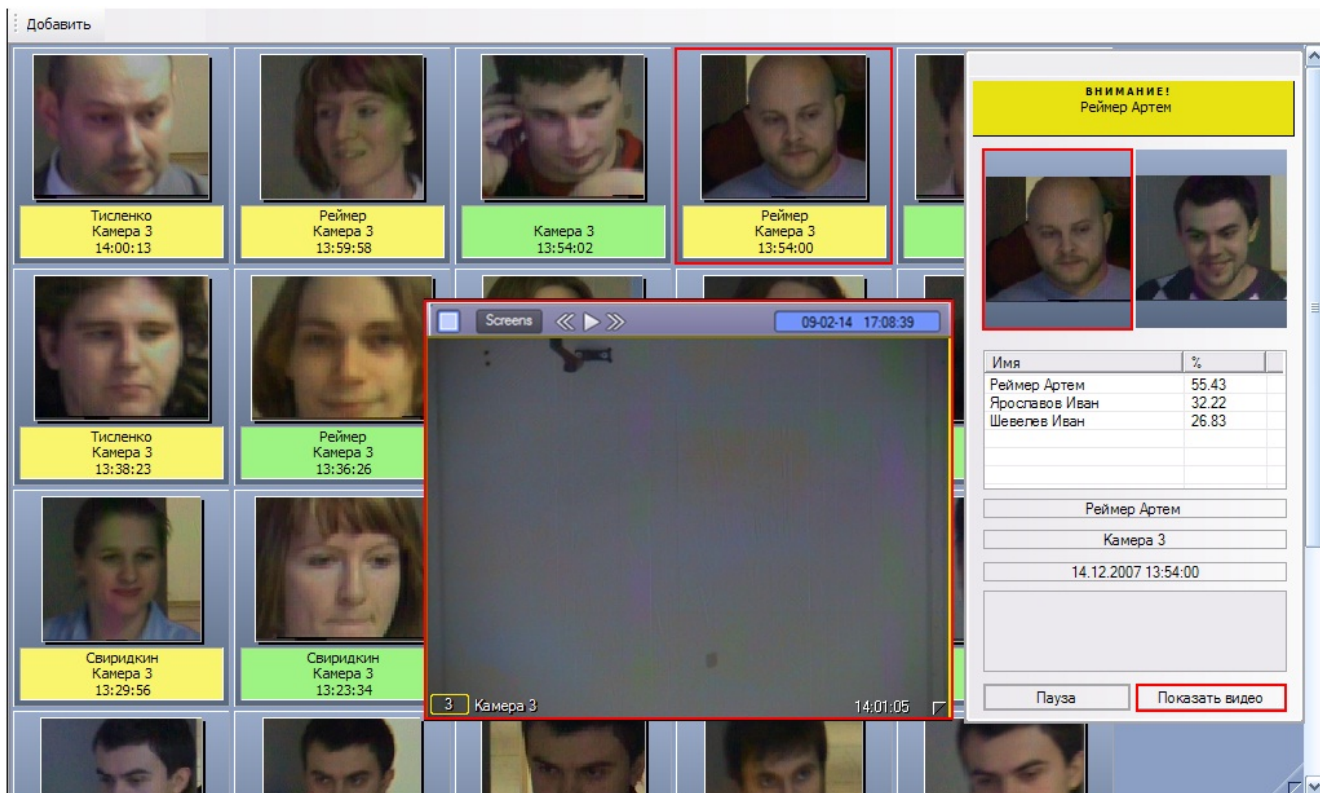 Добавить
Тисленко
Камера 3
14:00:13
Реймер
Камера 3
13:59:58
Камера 3
13:54:02
Реймер
Камера 3
13:54:00
ВНИМАНИЕ!
Реймер Артем
Тисленко
Камера 3
13:38:23
Реймер
Камера 3
13:36:26
Screens
09-02-14 17:08:39
Имя %
Реймер Артем 55.43
Ярославов Иван 32.22
Шевелев Иван 26.83
Реймер Артем
Камера 3
14.12.2007 13:54:00
Свиридкин
Камера 3
13:29:56
Свиридкин
Камера 3
13:23:34
3 Камера 3 14:01:05
Пауза Показать видео